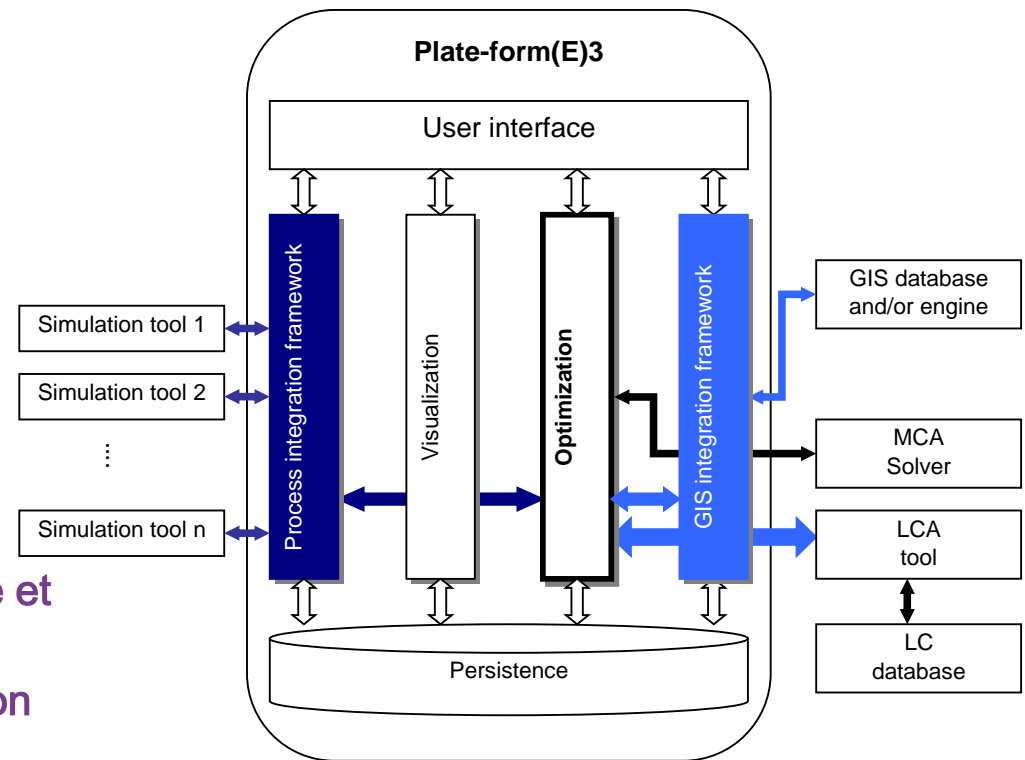 Plate-form(E)3
User interface
Process integration framework
Visualization
Optimization
GIS integration framework
Simulation tool 1
Simulation tool 2
....
Simulation tool n
GIS database
and/or engine
MCA
Solver
LCA
tool
LC
database
Persistence
et
on